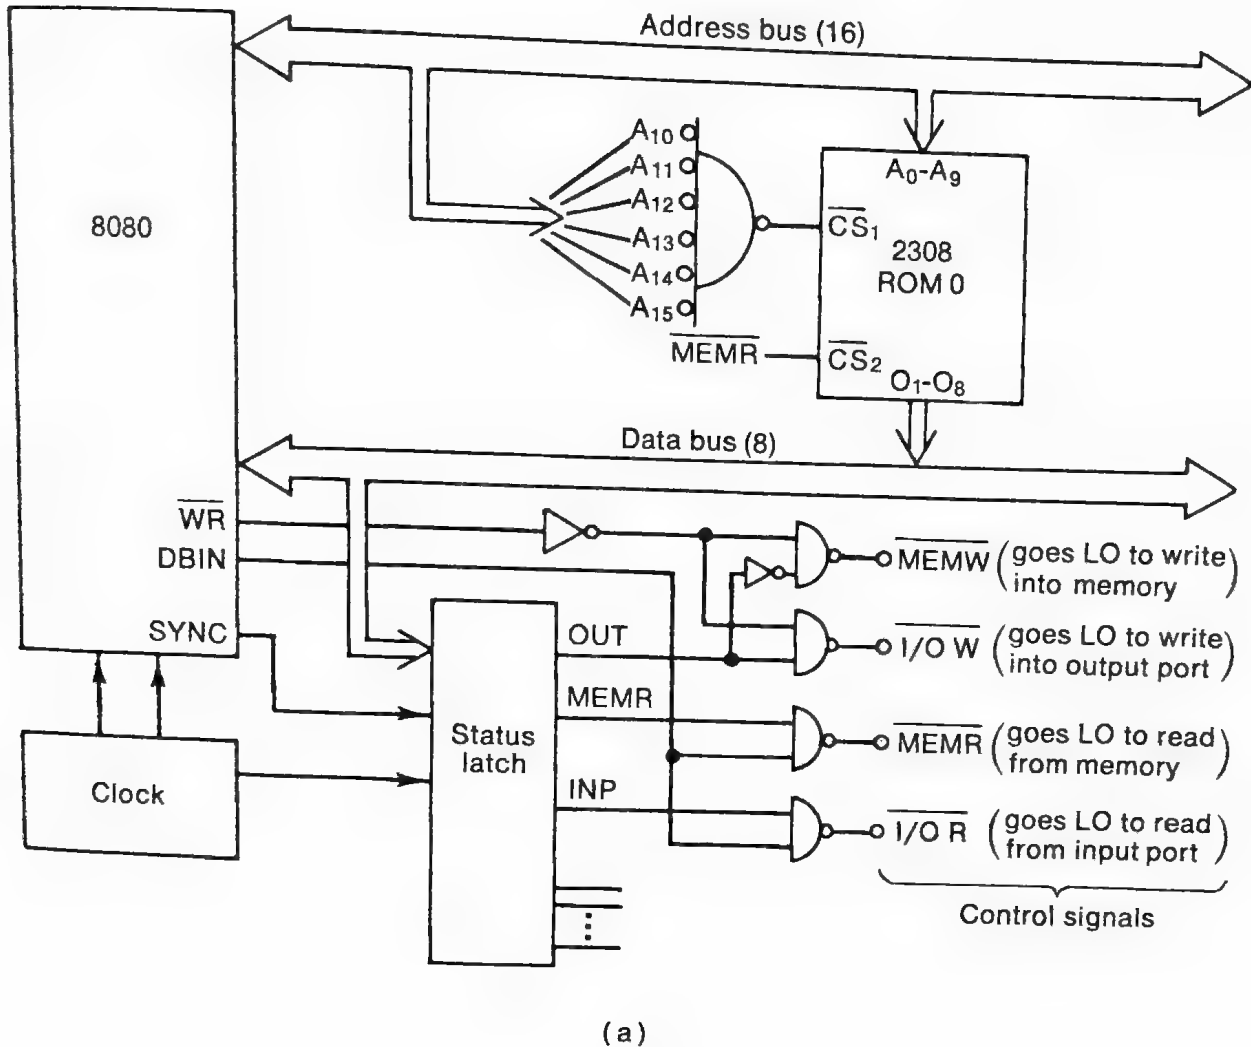 Address bus (16)
A10
A11
A12
A13
A14
A15
A0-A9
8080
CS1
2308
ROM 0
MEMR
CS2
O1-O8
Data bus (8)
WR
DBIN
SYNC
MEMW (goes LO to write
into memory)
OUT
I/O W (goes LO to write
into output port)
MEMR
Status
latch
MEMR (goes LO to read
from memory)
Clock
INP
I/O R (goes LO to read
from input port)
Control signals
(a)